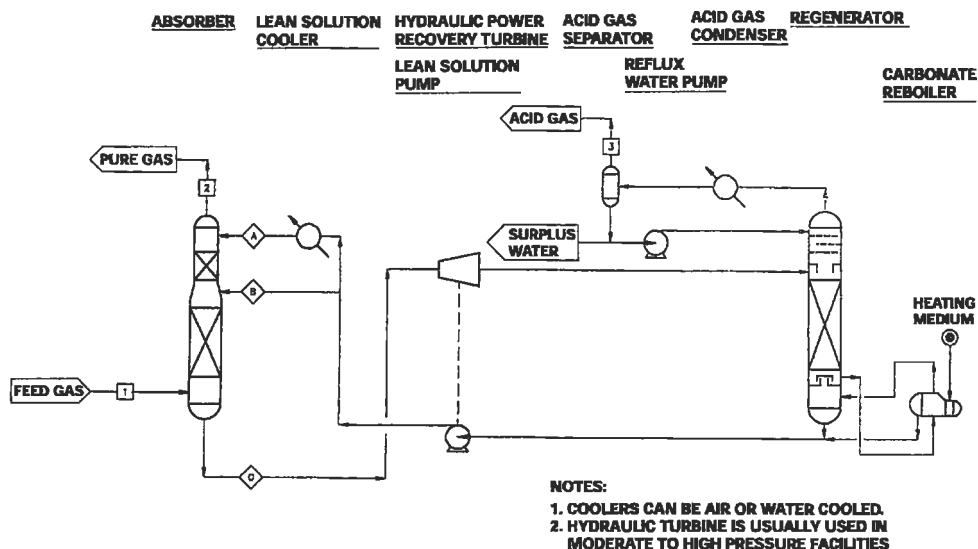 ABSORBER
LEAN SOLUTION
COOLER
HYDRAULIC POWER
RECOVERY TURBINE
ACID GAS
SEPARATOR
ACID GAS
CONDENSER
REGENERATOR
LEAN SOLUTION
PUMP
REFLUX
WATER PUMP
CARBONATE
REBOILER
ACID GAS
PURE GAS
3
2
A
SURPLUS
WATER
B
HEATING
MEDIUM
FEED GAS
1
C
NOTES:
1. COOLERS CAN BE AIR OR WATER COOLED.
2. HYDRAULIC TURBINE IS USUALLY USED IN
MODERATE TO HIGH PRESSURE FACILITIES